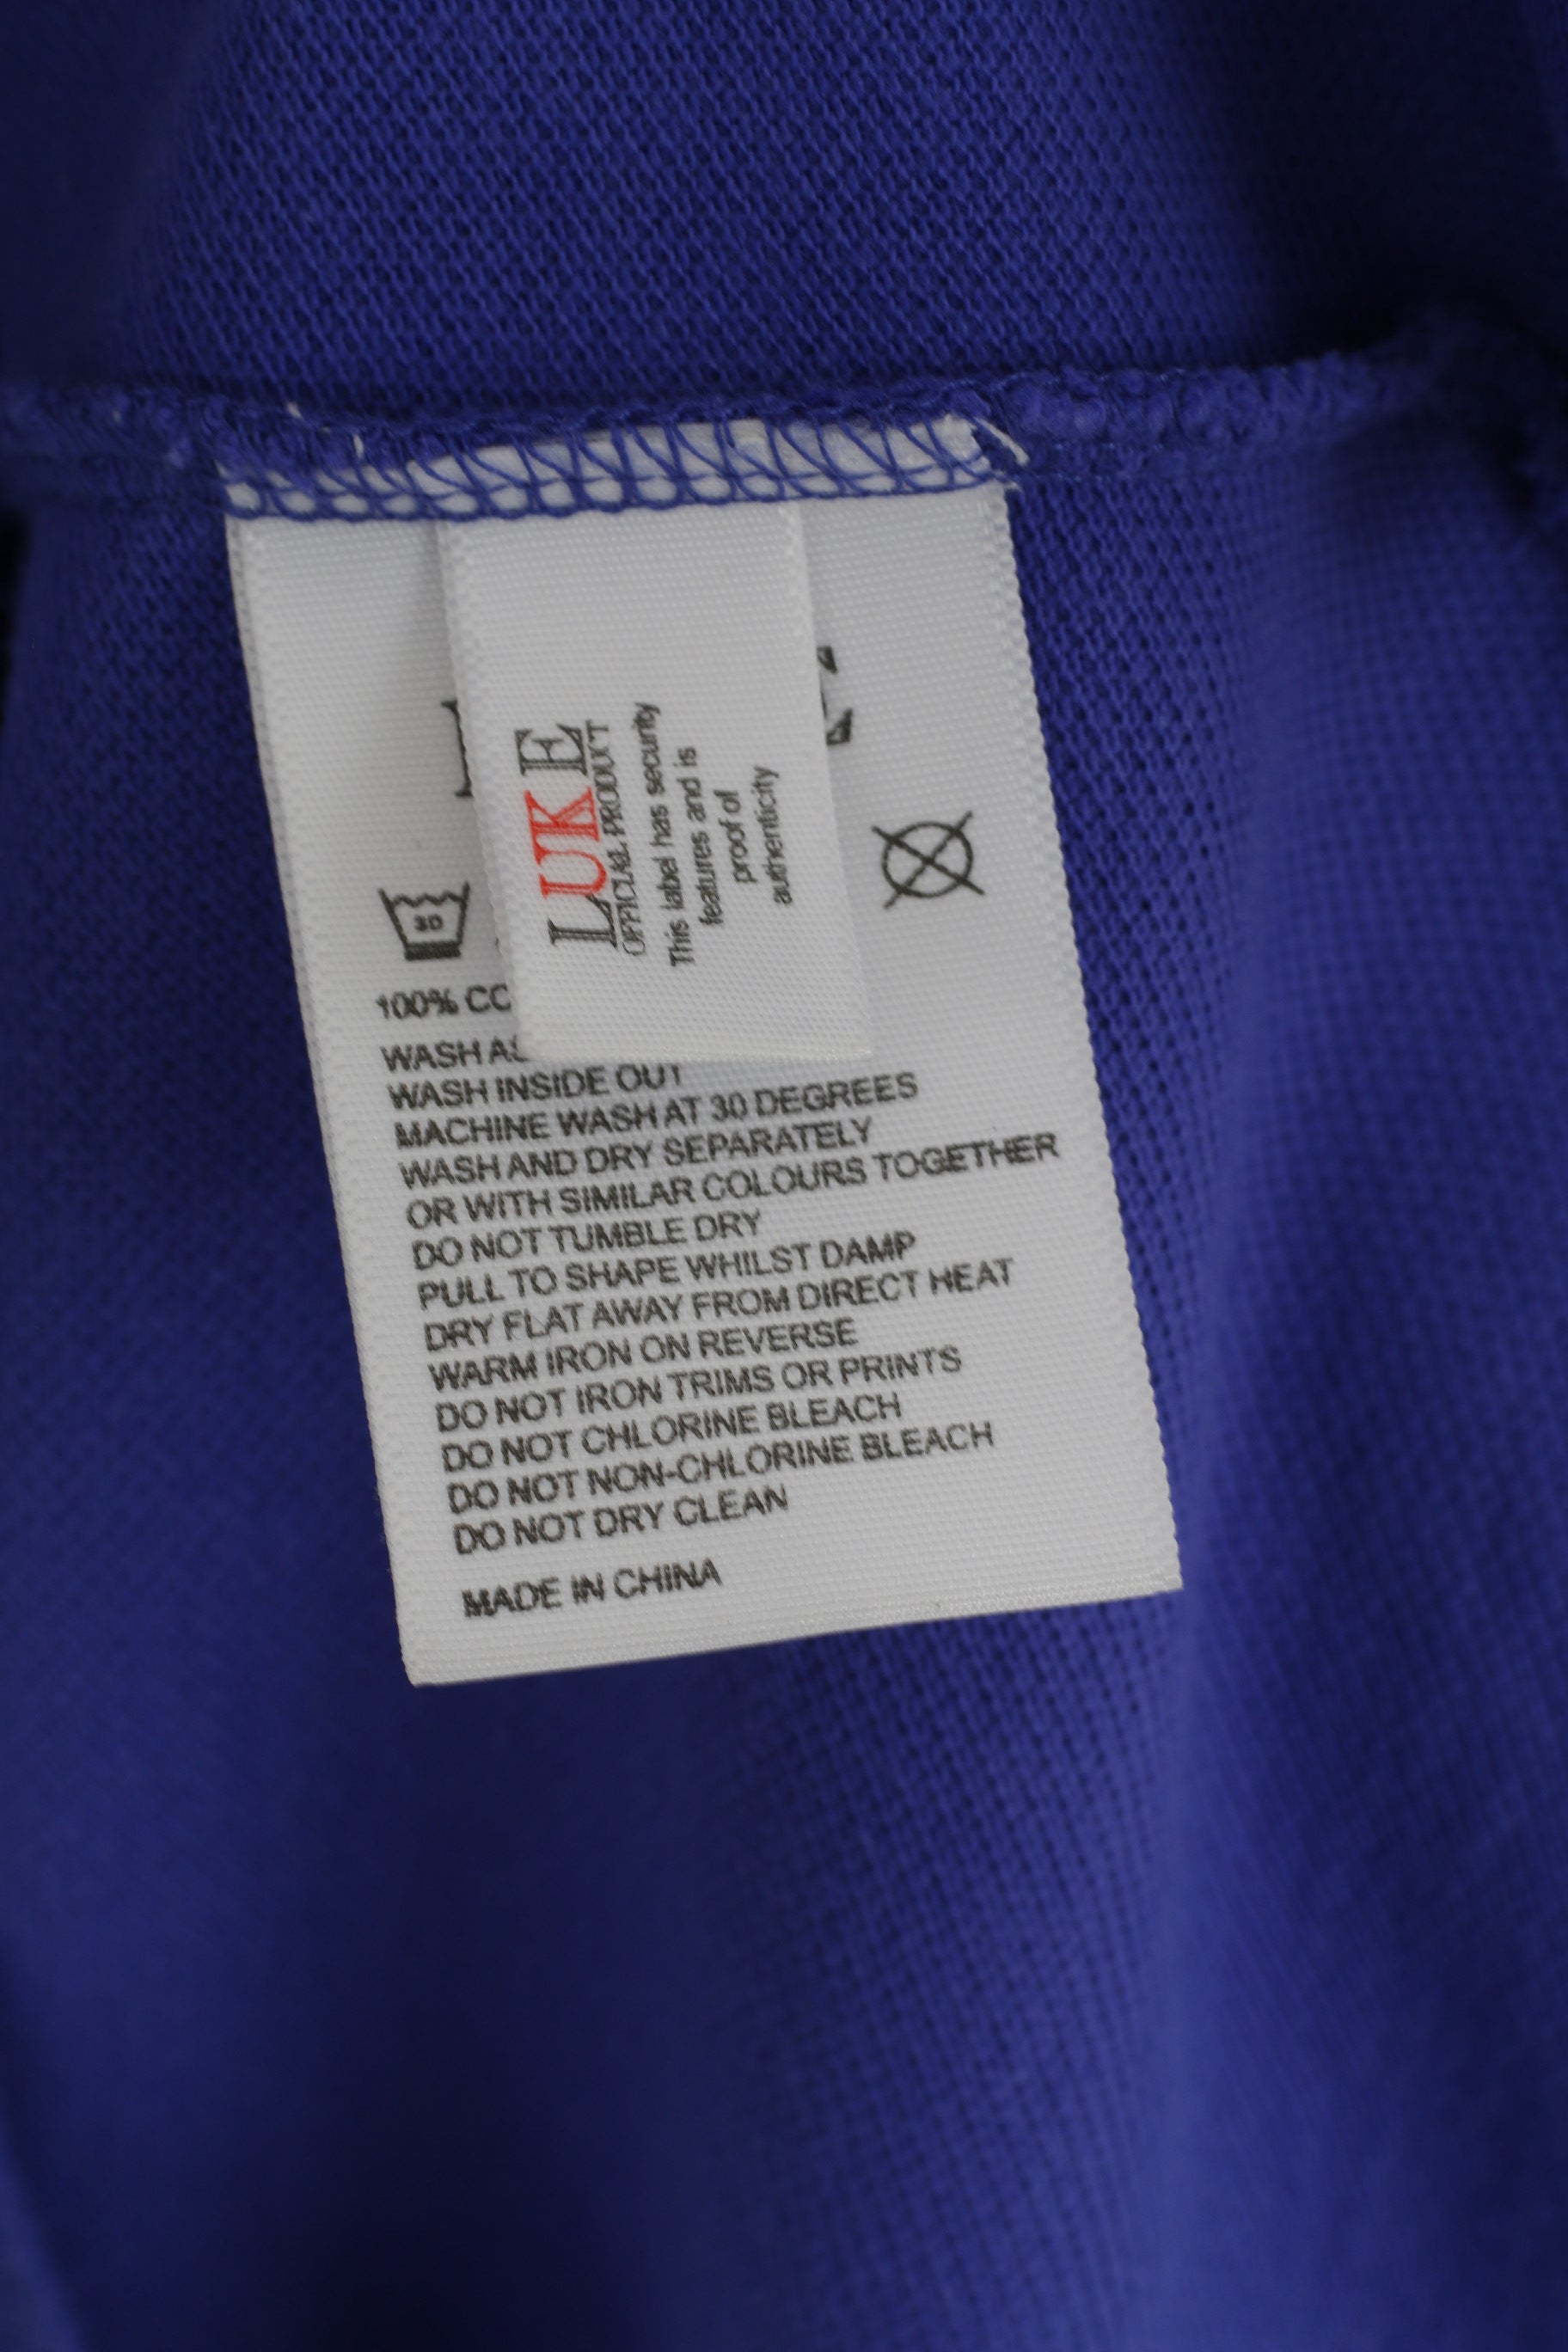 LUKE
OFFICIAL PRODUCT
This label has security
features and is
proof of
authenticity
30
100%
WASH
WASH INSIDE OUT
MACHINE WASH AT 30 DEGREES
WASH AND DRY SEPARATELY
OR WITH SIMILAR COLOURS TOGETHER
DO NOT TUMBLE DRY
PULL TO SHAPE WHILST DAMP
DRY FLAT AWAY FROM DIRECT HEAT
WARM IRON ON REVERSE
DO NOT IRON TRIMS OR PRINTS
DO NOT CHLORINE BLEACH
DO NOT NON-CHLORINE BLEACH
DO NOT DRY CLEAN
MADE IN CHINA